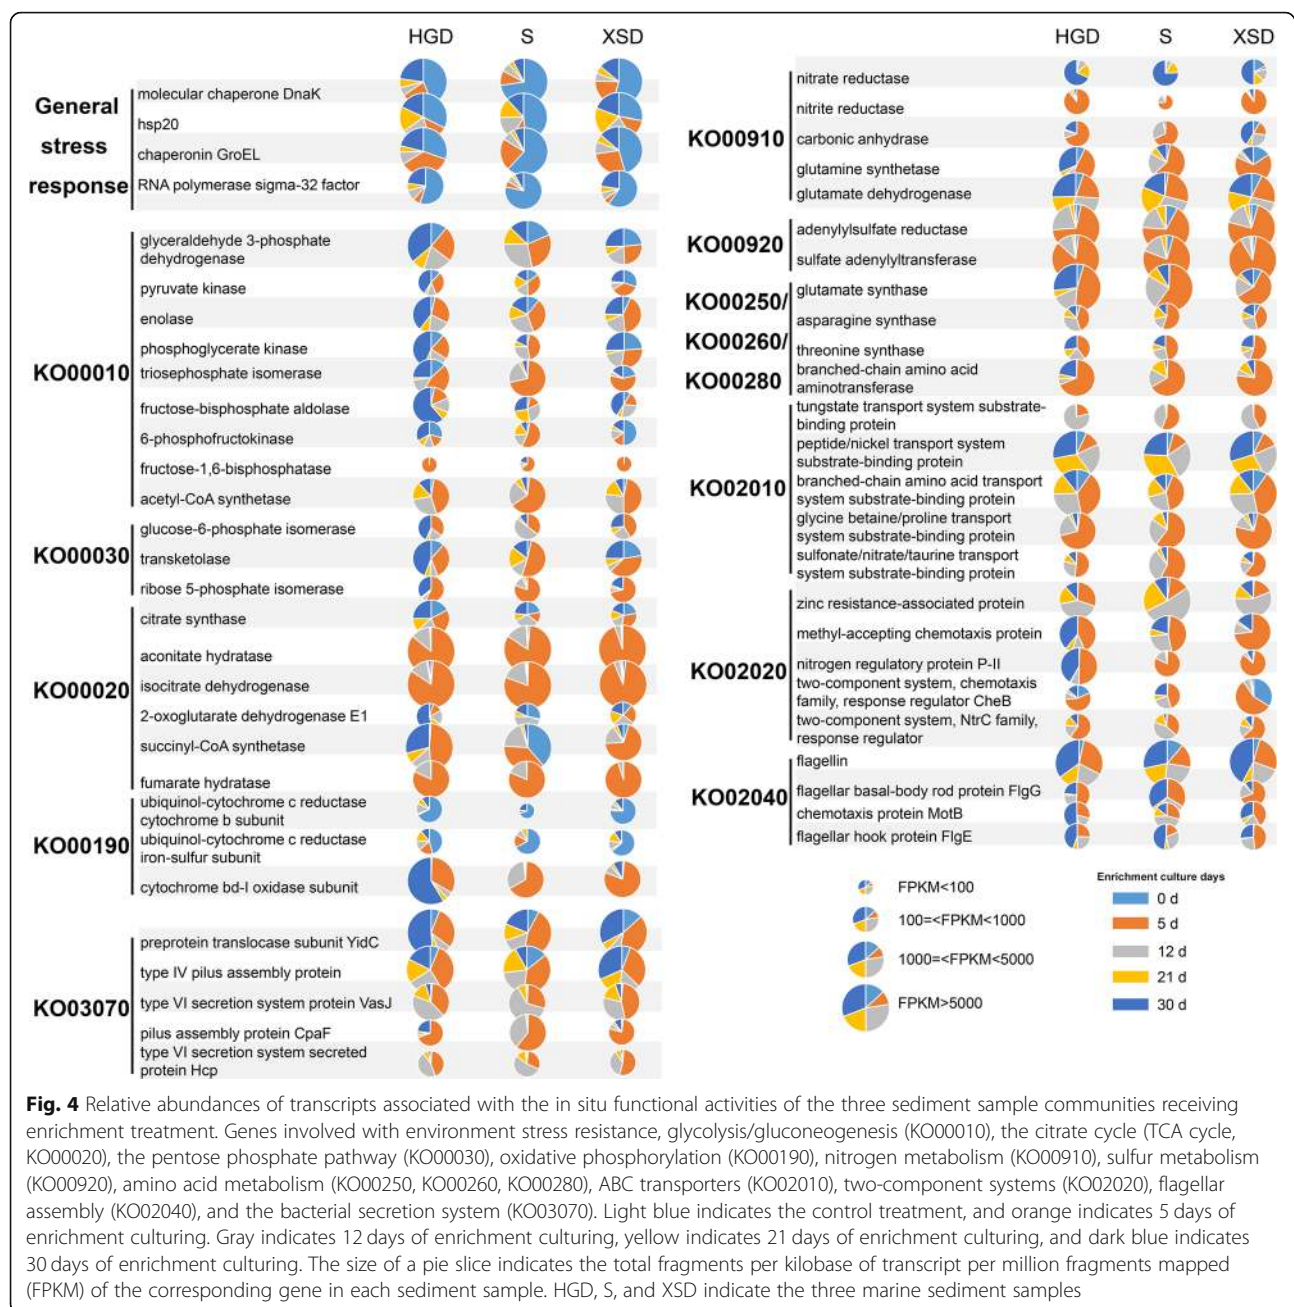 HGD S XSD
General
stress
response
molecular chaperone DnaK
hsp20
chaperonin GroEL
RNA polymerase sigma-32 factor
KO00010
glyceraldehyde 3-phosphate
dehydrogenase
pyruvate kinase
enolase
phosphoglycerate kinase
triosephosphate isomerase
fructose-bisphosphate aldolase
6-phosphofructokinase
fructose-1,6-bisphosphatase
acetyl-CoA synthetase
KO00030
glucose-6-phosphate isomerase
transketolase
ribose 5-phosphate isomerase
KO00020
citrate synthase
aconitate hydratase
isocitrate dehydrogenase
2-oxoglutarate dehydrogenase E1
succinyl-CoA synthetase
fumarate hydratase
KO00190
ubiquinol-cytochrome c reductase
cytochrome b subunit
ubiquinol-cytochrome c reductase
iron-sulfur subunit
cytochrome bd-I oxidase subunit
KO03070
preprotein translocase subunit YidC
type IV pilus assembly protein
type VI secretion system protein VasJ
pilus assembly protein CpaF
type VI secretion system secreted
protein Hcp
HGD S XSD
KO00910
nitrate reductase
nitrite reductase
carbonic anhydrase
glutamine synthetase
glutamate dehydrogenase
KO00920
adenylylsulfate reductase
sulfate adenylyltransferase
KO00250/
KO00260/
KO00280
glutamate synthase
asparagine synthase
threonine synthase
branched-chain amino acid
aminotransferase
KO02010
tungstate transport system substrate-
binding protein
peptide/nickel transport system
substrate-binding protein
branched-chain amino acid transport
system substrate-binding protein
glycine betaine/proline transport
system substrate-binding protein
sulfonate/nitrate/taurine transport
system substrate-binding protein
KO02020
zinc resistance-associated protein
methyl-accepting chemotaxis protein
nitrogen regulatory protein P-II
two-component system, chemotaxis
family, response regulator CheB
two-component system, NtrC family,
response regulator
KO02040
flagellin
flagellar basal-body rod protein FlgG
chemotaxis protein MotB
flagellar hook protein FlgE
FPKM<100
100=<FPKM<1000
1000=<FPKM<5000
FPKM>5000
Enrichment culture days
0 d
5 d
12 d
21 d
30 d
Fig. 4 Relative abundances of transcripts associated with the in situ functional activities of the three sediment sample communities receiving
enrichment treatment. Genes involved with environment stress resistance, glycolysis/gluconeogenesis (KO00010), the citrate cycle (TCA cycle,
KO00020), the pentose phosphate pathway (KO00030), oxidative phosphorylation (KO00190), nitrogen metabolism (KO00910), sulfur metabolism
(KO00920), amino acid metabolism (KO00250, KO00260, KO00280), ABC transporters (KO02010), two-component systems (KO02020), flagellar
assembly (KO02040), and the bacterial secretion system (KO03070). Light blue indicates the control treatment, and orange indicates 5 days of
enrichment culturing. Gray indicates 12 days of enrichment culturing, yellow indicates 21 days of enrichment culturing, and dark blue indicates
30 days of enrichment culturing. The size of a pie slice indicates the total fragments per kilobase of transcript per million fragments mapped
(FPKM) of the corresponding gene in each sediment sample. HGD, S, and XSD indicate the three marine sediment samples